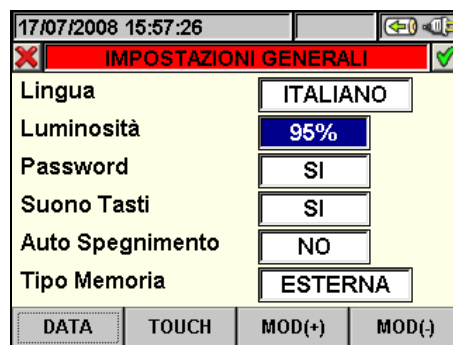 17/07/2008 15:57:26
IMPOSTAZIONI GENERALI
Lingua ITALIANO
Luminosità 95%
Password SI
Suono Tasti SI
Auto Spegnimento NO
Tipo Memoria ESTERNA
DATA TOUCH MOD(+) MOD(-)